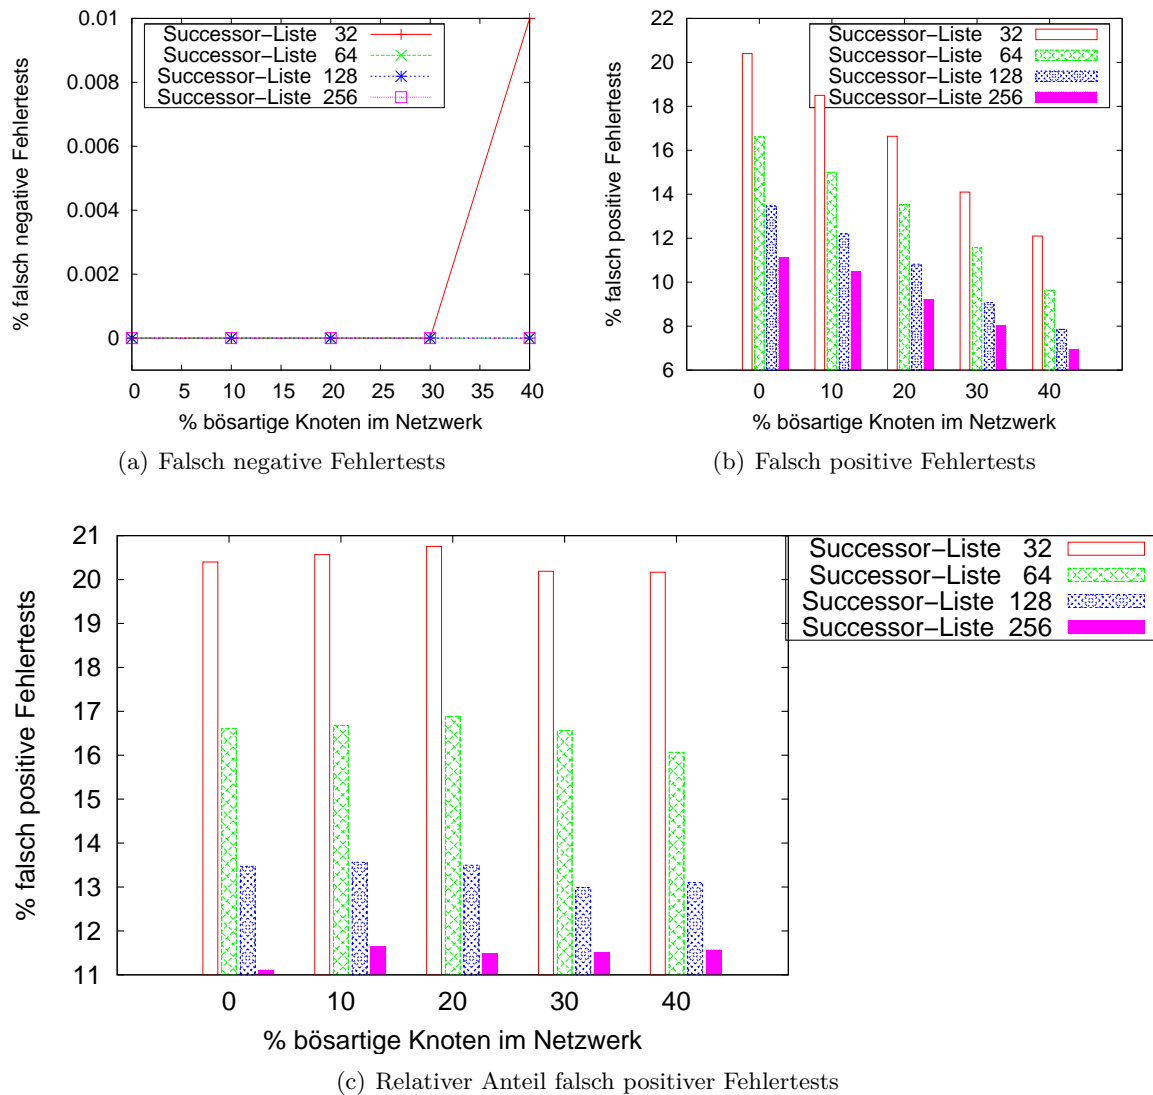 0.01
0.008
0.006
0.004
0.002
0
0 5 10 15 20 25 30 35 40
% falsch negative Fehlertests
% bösartige Knoten im Netzwerk
Successor−Liste 32
Successor−Liste 64
Successor−Liste 128
Successor−Liste 256
(a) Falsch negative Fehlertests
22
20
18
16
14
12
10
8
6
0 10 20 30 40
% falsch positive Fehlertests
% bösartige Knoten im Netzwerk
Successor−Liste 32
Successor−Liste 64
Successor−Liste 128
Successor−Liste 256
(b) Falsch positive Fehlertests
21
20
19
18
17
16
15
14
13
12
11
0 10 20 30 40
% falsch positive Fehlertests
% bösartige Knoten im Netzwerk
Successor−Liste 32
Successor−Liste 64
Successor−Liste 128
Successor−Liste 256
(c) Relativer Anteil falsch positiver Fehlertests